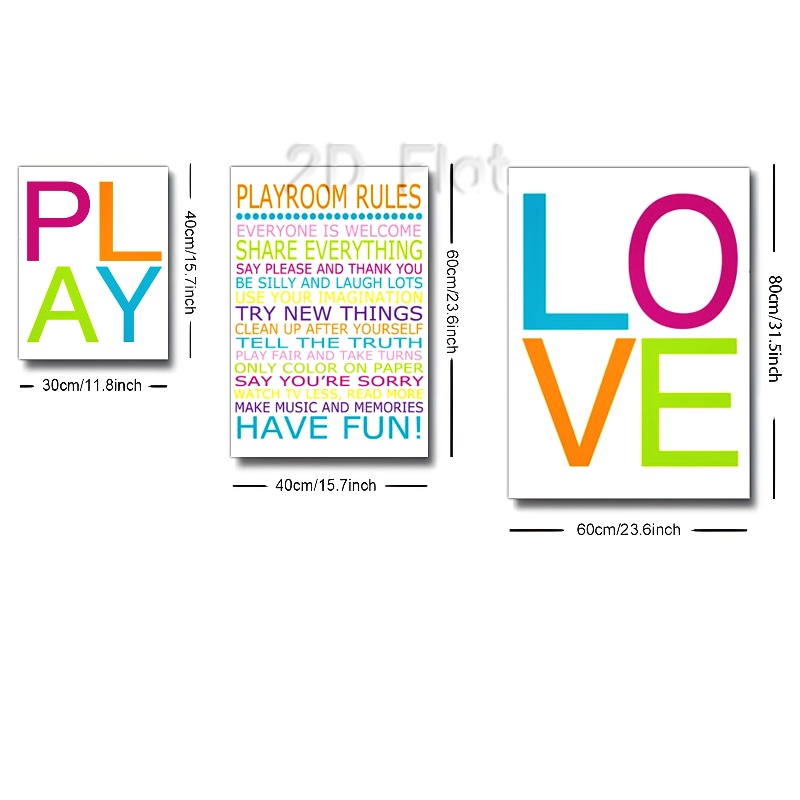 2D Flat
PL
AY
40cm/15.7inch
30cm/11.8inch
PLAYROOM RULES
EVERYONE IS WELCOME
SHARE EVERYTHING
SAY PLEASE AND THANK YOU
BE SILLY AND LAUGH LOTS
USE YOUR IMAGINATION
TRY NEW THINGS
CLEAN UP AFTER YOURSELF
TELL THE TRUTH
PLAY FAIR AND TAKE TURNS
ONLY COLOR ON PAPER
SAY YOU'RE SORRY
WATCH TV LESS, READ MORE
MAKE MUSIC AND MEMORIES
HAVE FUN!
60cm/23.6inch
40cm/15.7inch
LO
VE
80cm/31.5inch
60cm/23.6inch